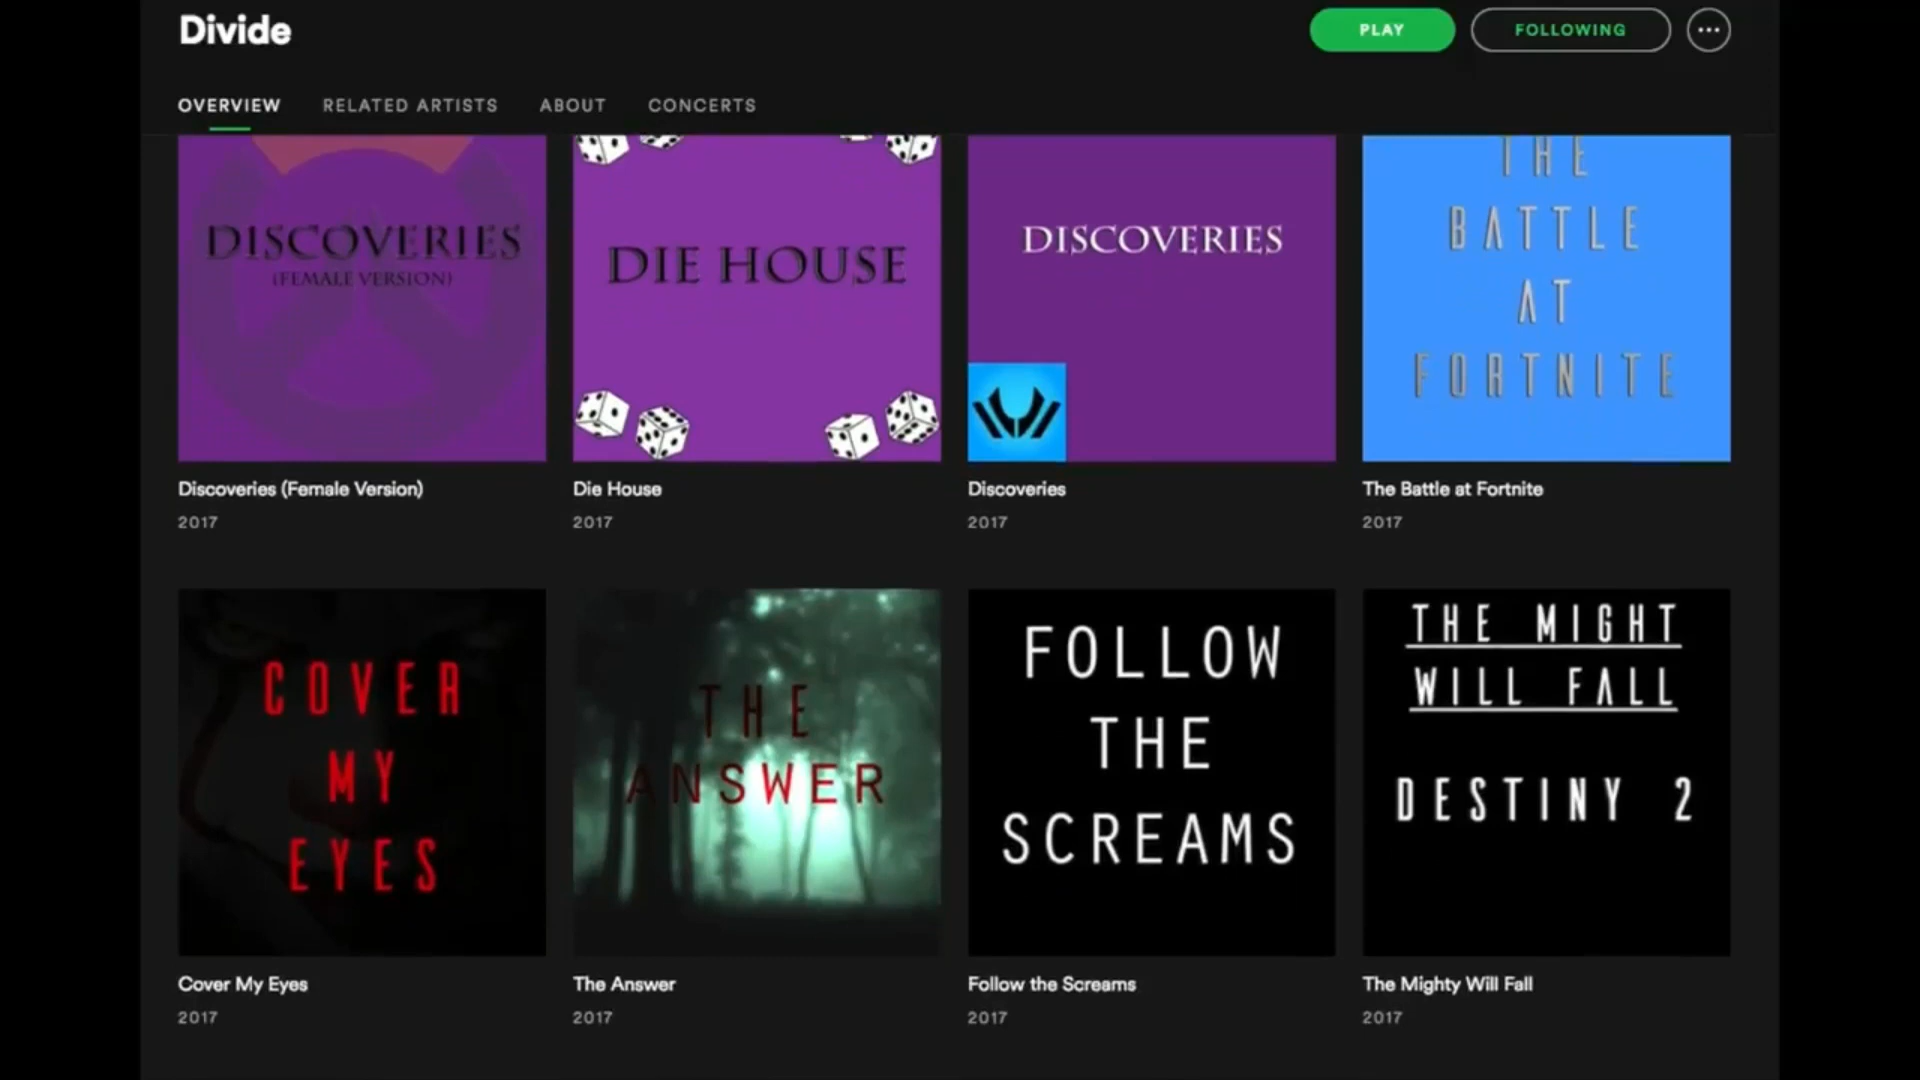 Divide
PLAY
FOLLOWING
OVERVIEW
RELATED ARTISTS
ABOUT
CONCERTS
DISCOVERIES
(FEMALE VERSION)
DIE HOUSE
DISCOVERIES
THE
BATTLE
AT
FORTNITE
Discoveries (Female Version)
2017
Die House
2017
Discoveries
2017
The Battle at Fortnite
2017
COVER
MY
EYES
THE
ANSWER
FOLLOW
THE
SCREAMS
THE MIGHT
WILL FALL
DESTINY 2
Cover My Eyes
2017
The Answer
2017
Follow the Screams
2017
The Mighty Will Fall
2017